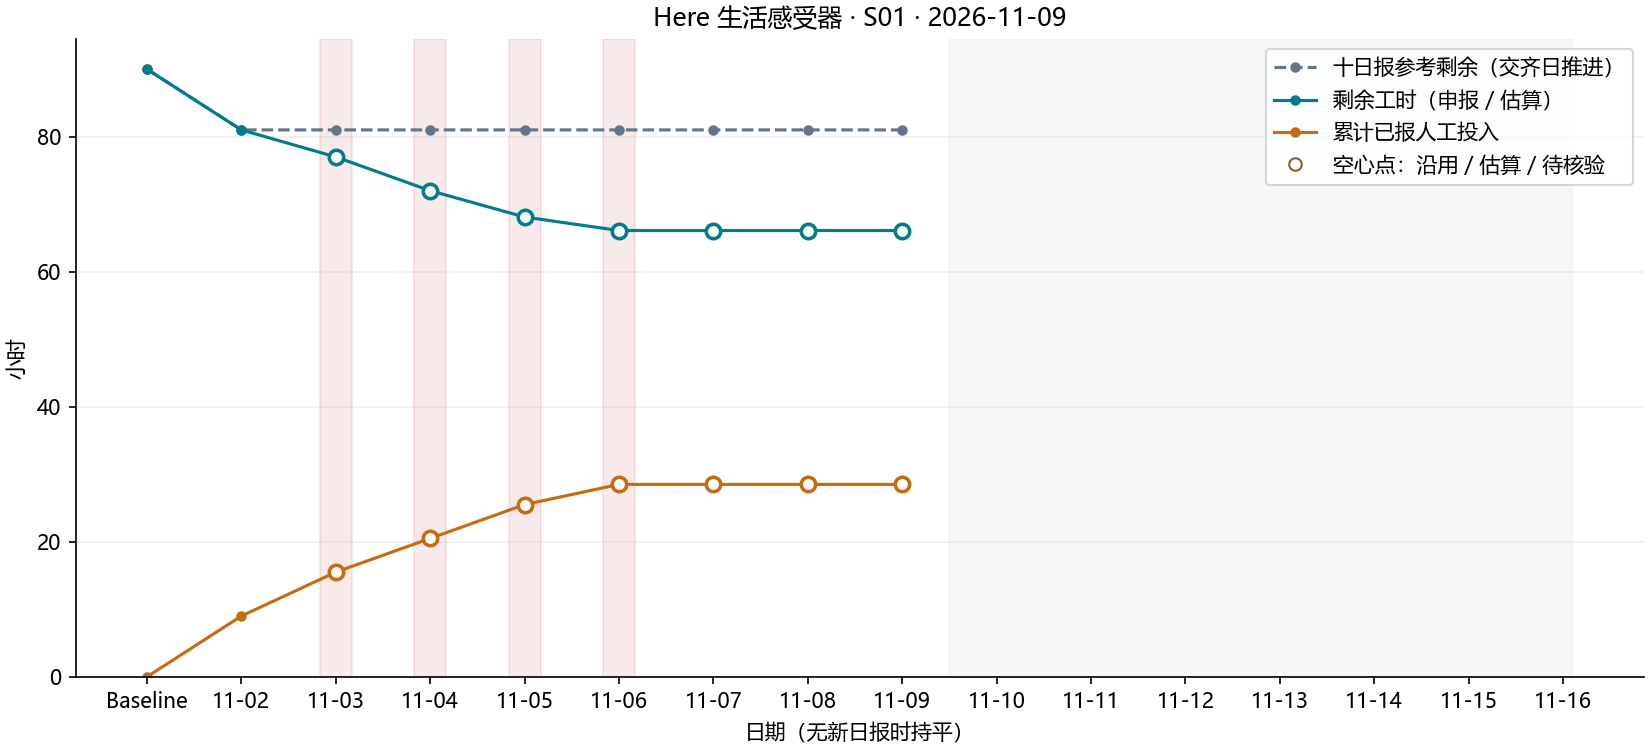 Here 生活感受器 · S01 · 2026-11-09
十日报参考剩余（交齐日推进）
剩余工时（申报 / 估算）
累计已报人工投入
空心点：沿用 / 估算 / 待核验
小时
80
60
40
20
0
Baseline 11-02 11-03 11-04 11-05 11-06 11-07 11-08 11-09 11-10 11-11 11-12 11-13 11-14 11-15 11-16
日期（无新日报时持平）